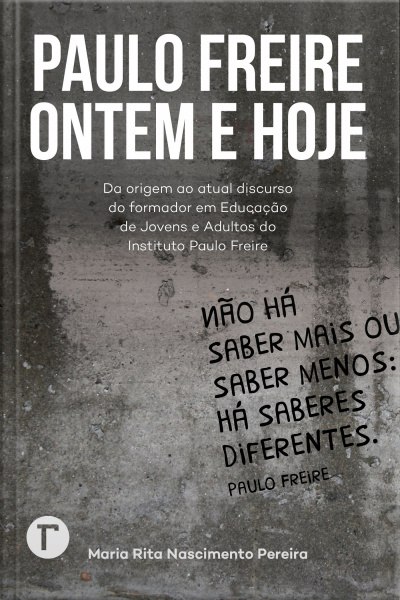 PAULO FREIRE
ONTEM E HOJE
Da origem ao atual discurso
do formador em Educação
de Jovens e Adultos do
Instituto Paulo Freire
NÃO HÁ
SABER MAIS OU
SABER MENOS:
HÁ SABERES
DIFERENTES.
PAULO FREIRE
T
Maria Rita Nascimento Pereira